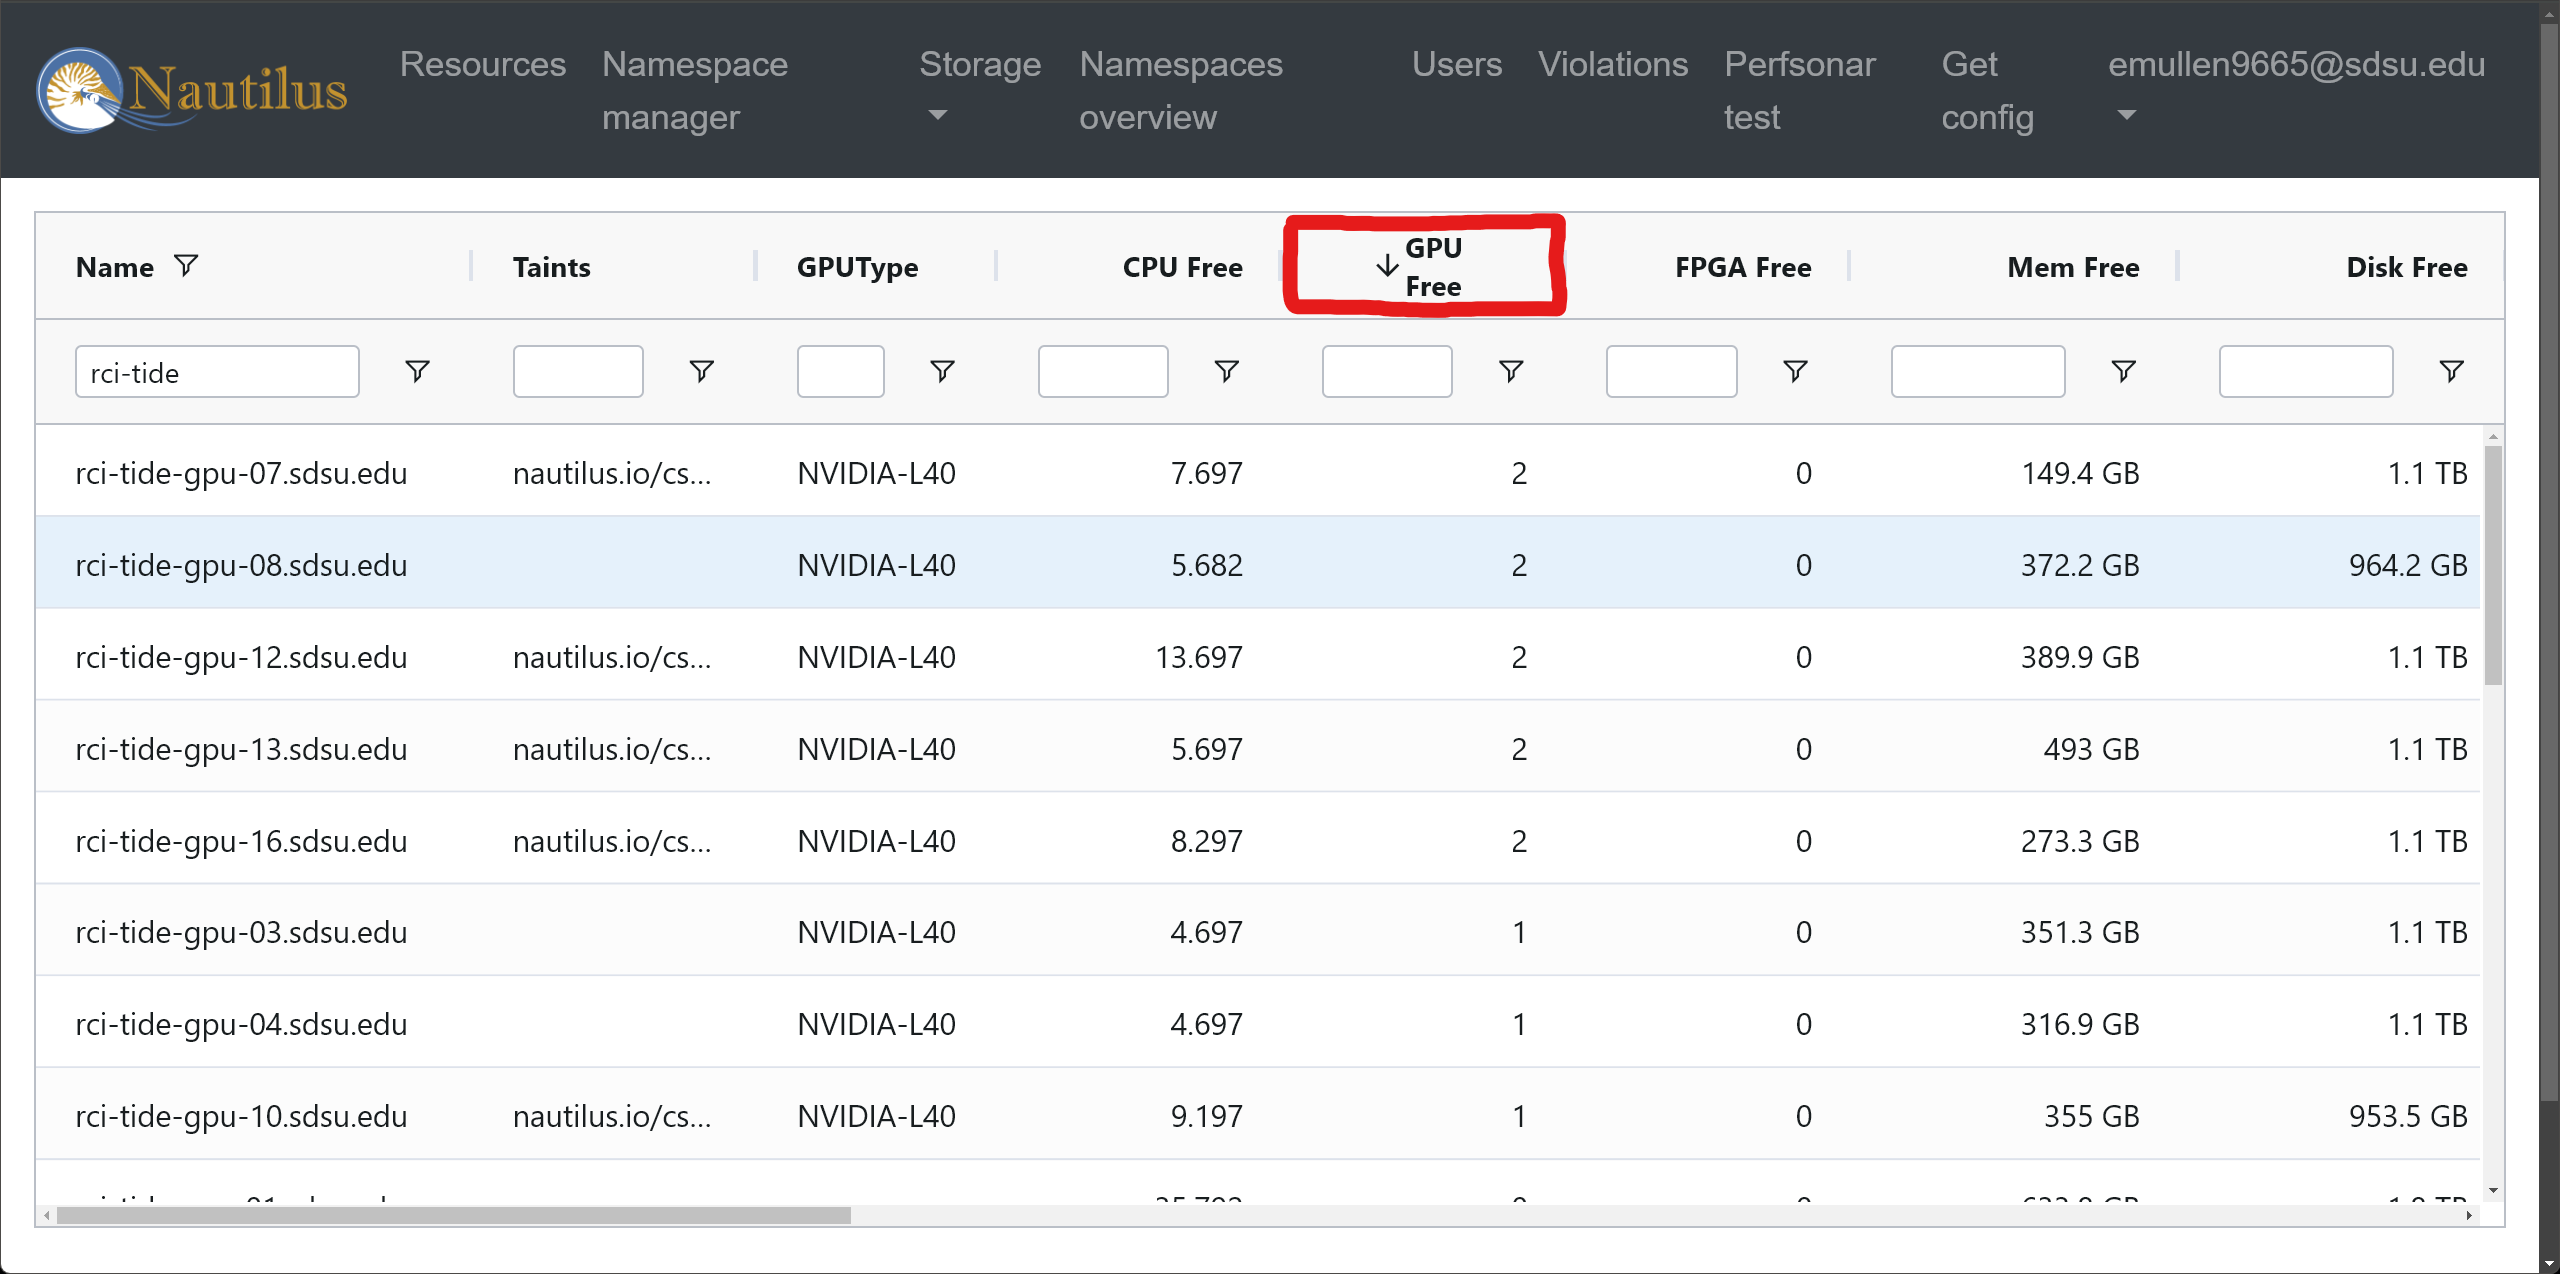 Nautilus
Resources
Namespace manager
Storage
Namespaces overview
Users
Violations
Perfsonar test
Get config
emullen9665@sdsu.edu
Name Taints GPUType CPU Free GPU Free FPGA Free Mem Free Disk Free
rci-tide
rci-tide-gpu-07.sdsu.edu nautilus.io/cs... NVIDIA-L40 7.697 2 0 149.4 GB 1.1 TB
rci-tide-gpu-08.sdsu.edu NVIDIA-L40 5.682 2 0 372.2 GB 964.2 GB
rci-tide-gpu-12.sdsu.edu nautilus.io/cs... NVIDIA-L40 13.697 2 0 389.9 GB 1.1 TB
rci-tide-gpu-13.sdsu.edu nautilus.io/cs... NVIDIA-L40 5.697 2 0 493 GB 1.1 TB
rci-tide-gpu-16.sdsu.edu nautilus.io/cs... NVIDIA-L40 8.297 2 0 273.3 GB 1.1 TB
rci-tide-gpu-03.sdsu.edu NVIDIA-L40 4.697 1 0 351.3 GB 1.1 TB
rci-tide-gpu-04.sdsu.edu NVIDIA-L40 4.697 1 0 316.9 GB 1.1 TB
rci-tide-gpu-10.sdsu.edu nautilus.io/cs... NVIDIA-L40 9.197 1 0 355 GB 953.5 GB